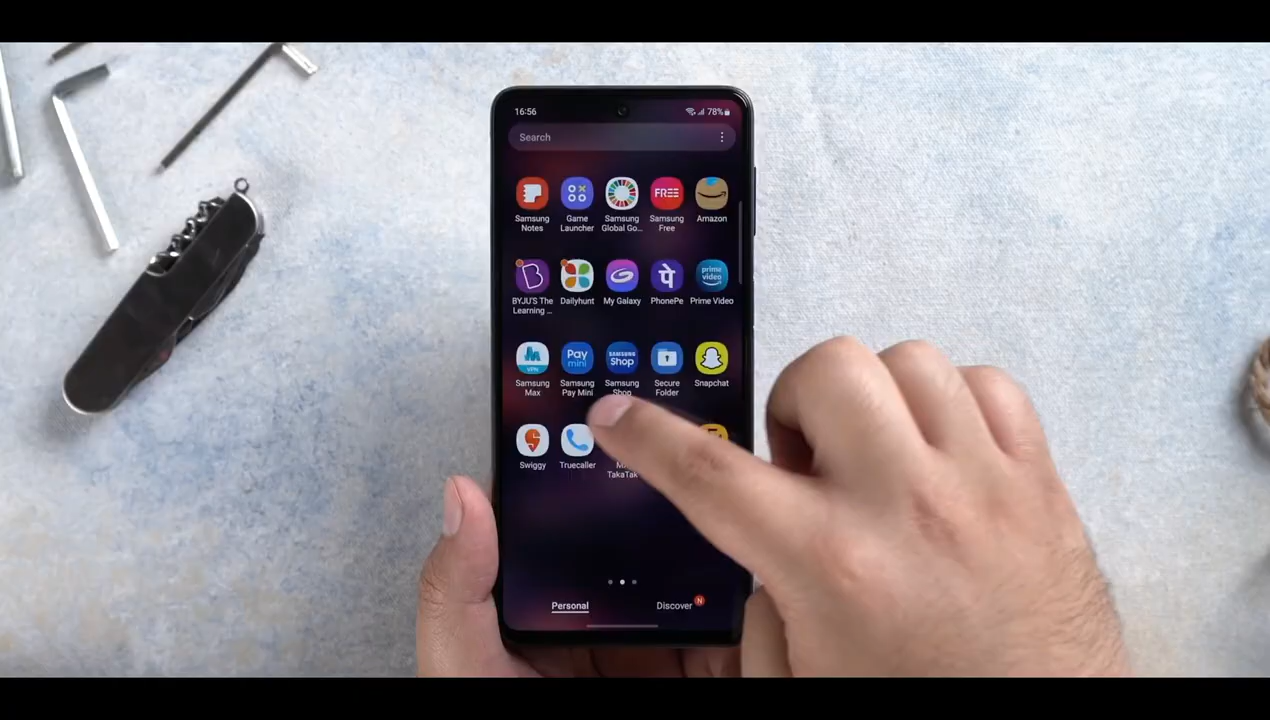 16:56
78%
Search
FREE
Samsung
Notes
Game
Launcher
Samsung
Global Go...
Samsung
Free
Amazon
prime
video
BYJU'S The
Learning ...
Dailyhunt
My Galaxy
PhonePe
Prime Video
VPN
Pay
mini
SAMSUNG
Shop
Samsung
Max
Samsung
Pay Mini
Samsung
Shop
Secure
Folder
Snapchat
Swiggy
Truecaller
TakaTak
Personal
Discover
N